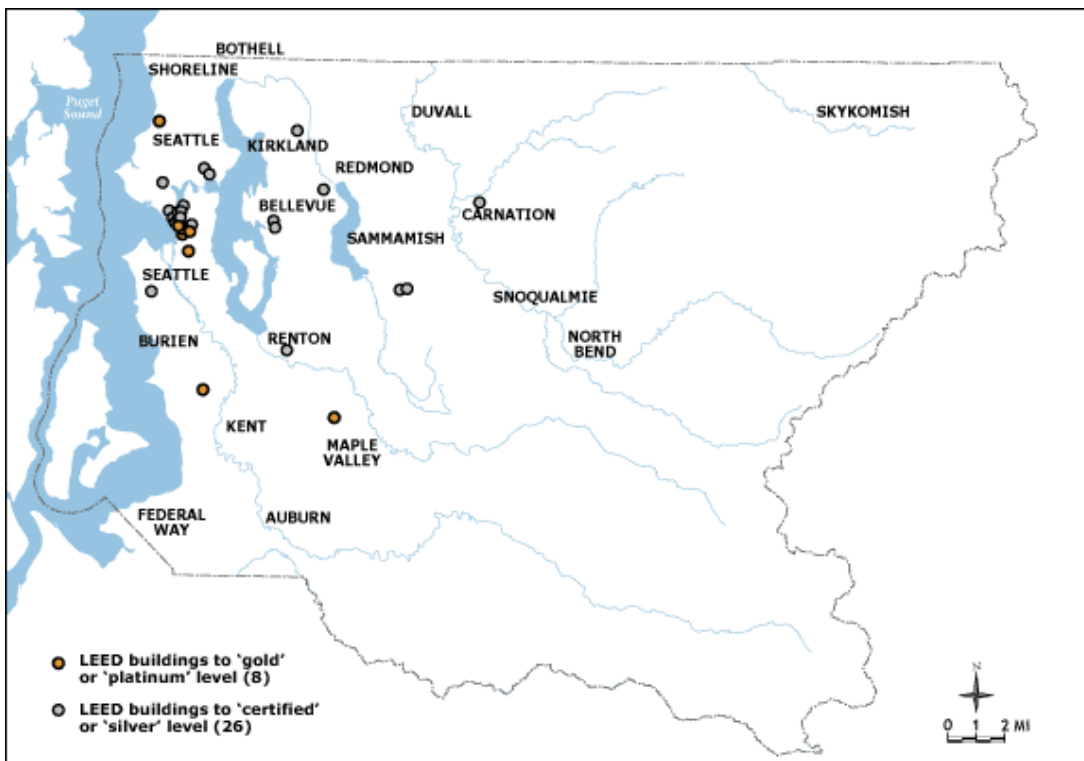 BOTHELL
SHORELINE
Puget
Sound
DUVALL
SKYKOMISH
SEATTLE
KIRKLAND
REDMOND
BELLEVUE
CARNATION
SAMMAMISH
SEATTLE
SNOQUALMIE
BURIEN
RENTON
NORTH
BEND
KENT
MAPLE
VALLEY
FEDERAL
WAY
AUBURN
LEED buildings to ‘gold’
or ‘platinum’ level (8)
LEED buildings to ‘certified’
or ‘silver’ level (26)
N
0 1 2 MI